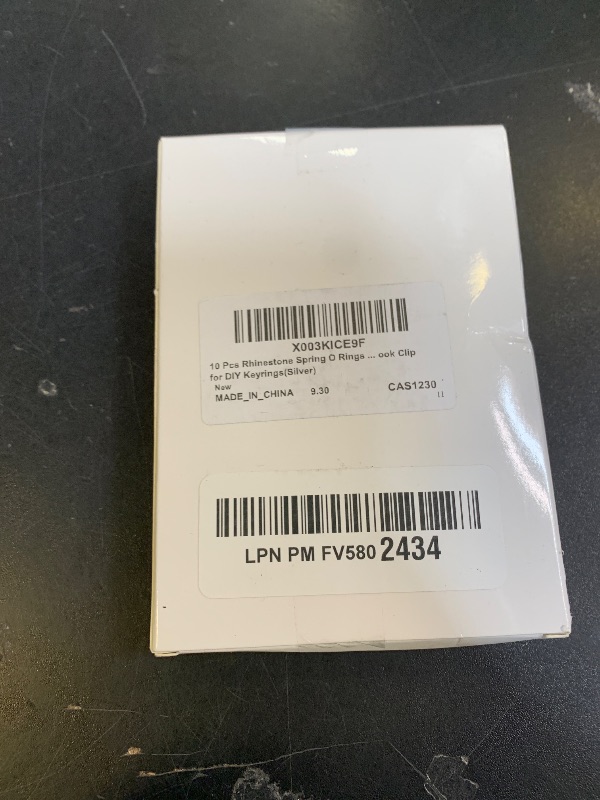 X003KICE9F
10 Pcs Rhinestone Spring O Rings ... ook Clip
for DIY Keyrings(Silver)
New
MADE_IN_CHINA 9.30 CAS1230
LPN PM FV580 2434